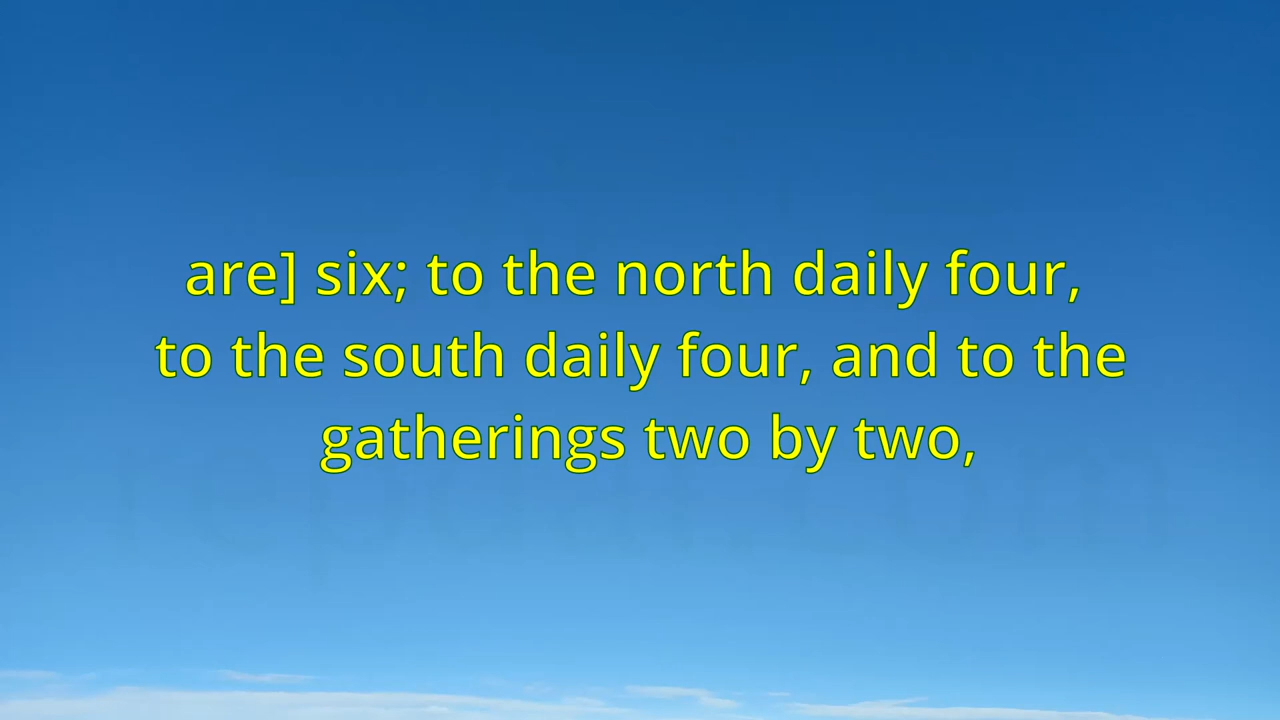 are] six; to the north daily four,
to the south daily four, and to the
gatherings two by two,